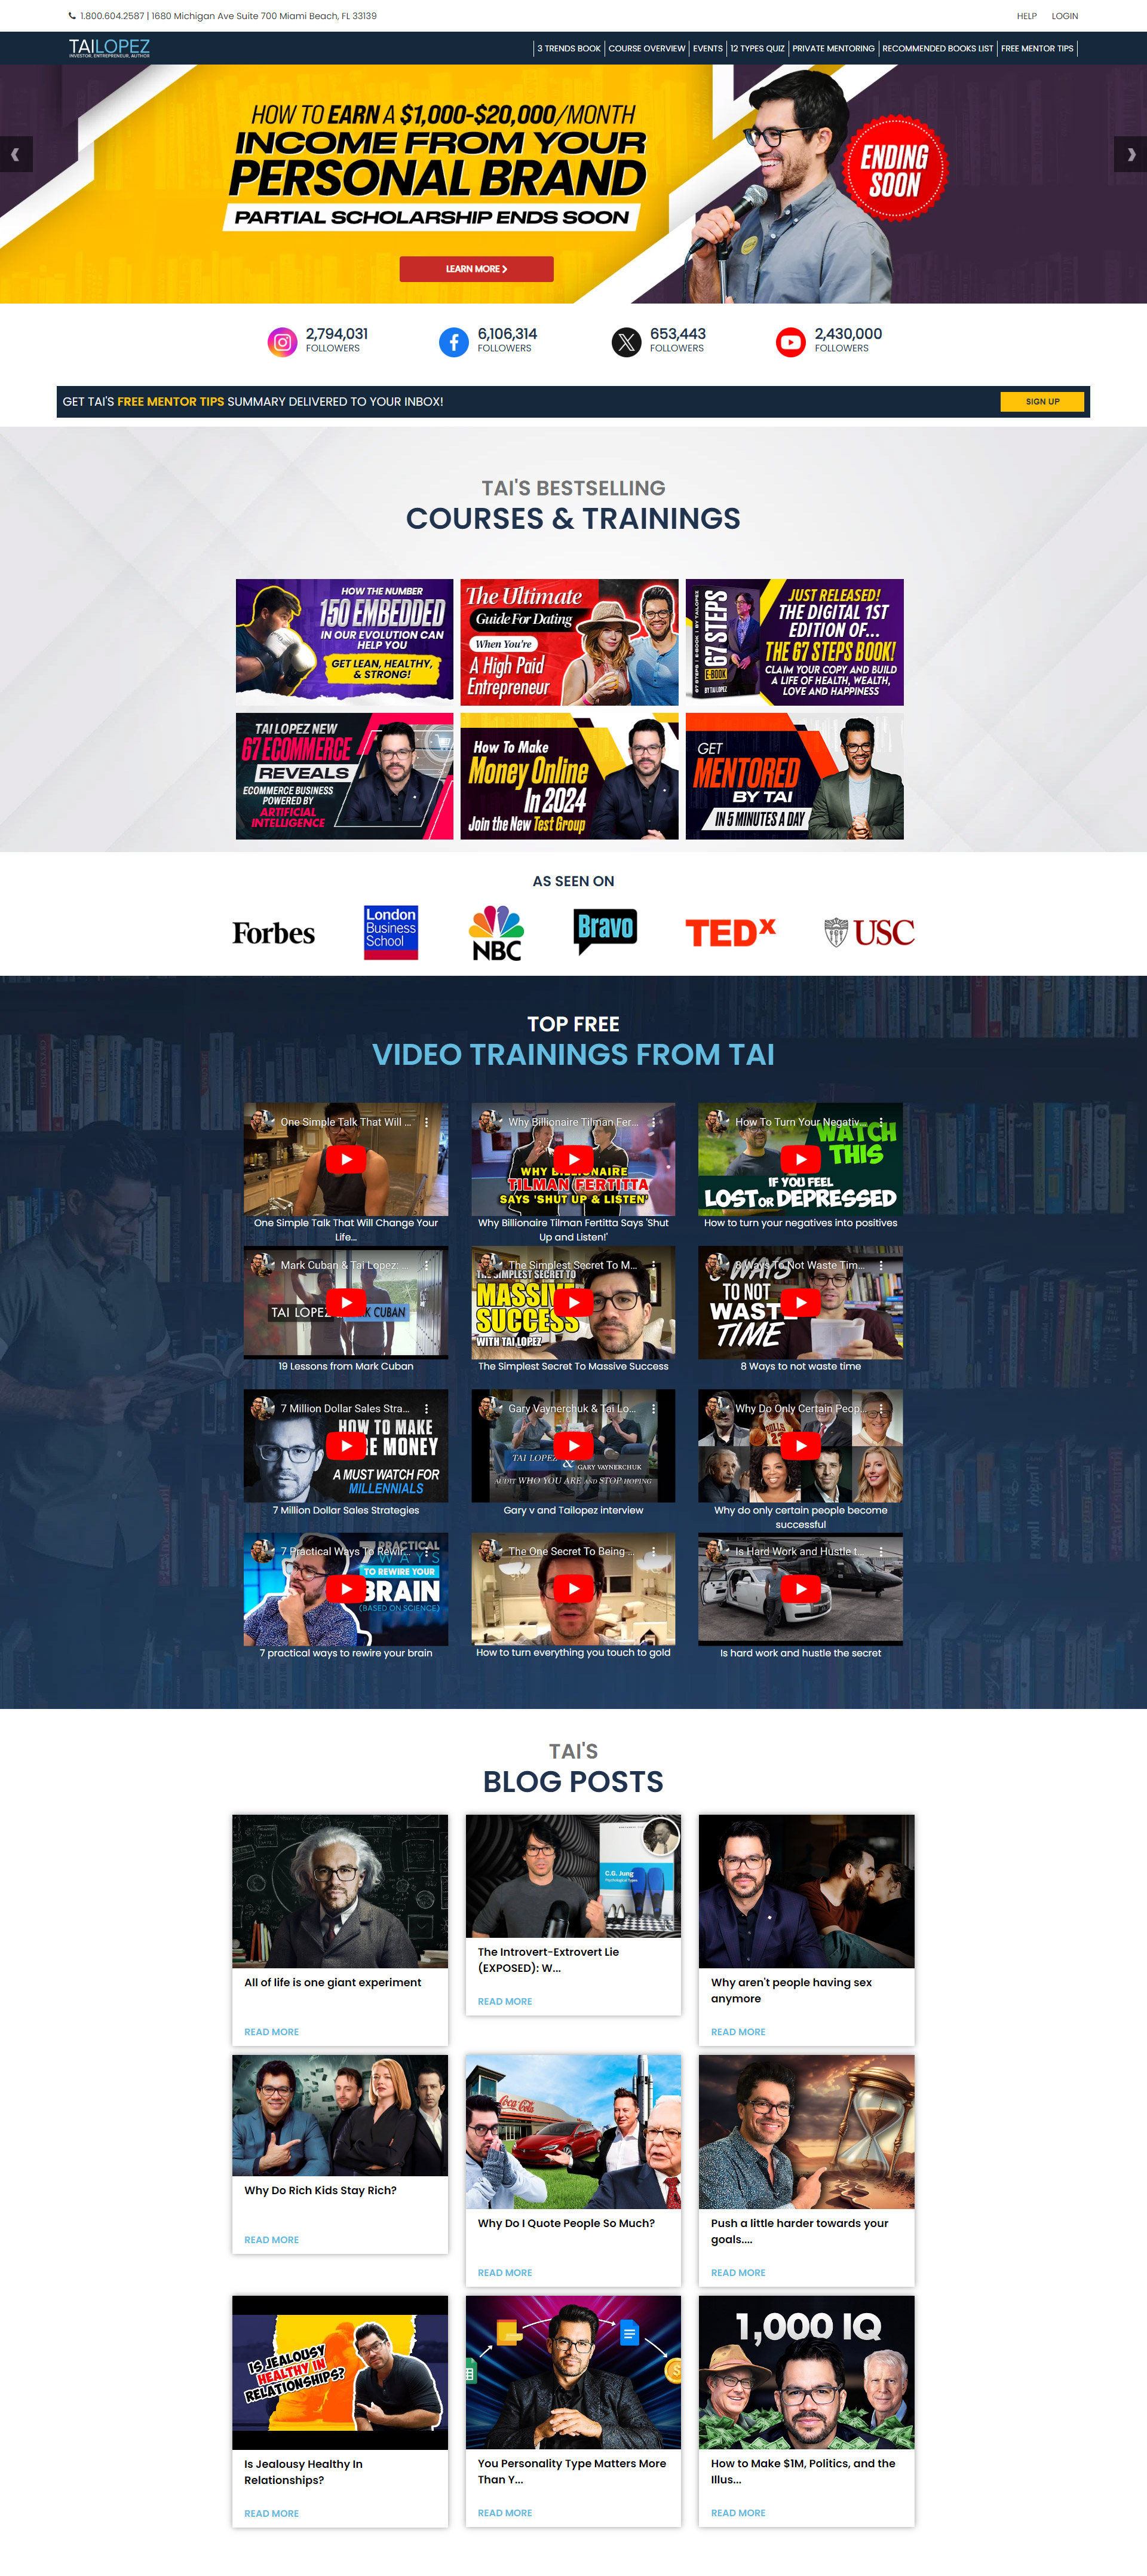 1.800.604.2587 | 1680 Michigan Ave Suite 700 Miami Beach, FL 33139
HELP
LOGIN
TAILOPEZ
INVESTOR, ENTREPRENEUR, AUTHOR
3 TRENDS BOOK
COURSE OVERVIEW
EVENTS
12 TYPES QUIZ
PRIVATE MENTORING
RECOMMENDED BOOKS LIST
FREE MENTOR TIPS
HOW TO EARN A $1,000-$20,000/MONTH
INCOME FROM YOUR
PERSONAL BRAND
PARTIAL SCHOLARSHIP ENDS SOON
LEARN MORE
ENDING
SOON
2,794,031
FOLLOWERS
6,106,314
FOLLOWERS
653,443
FOLLOWERS
2,430,000
FOLLOWERS
GET TAI'S FREE MENTOR TIPS SUMMARY DELIVERED TO YOUR INBOX!
SIGN UP
TAI'S BESTSELLING
COURSES & TRAININGS
HOW THE NUMBER
150 EMBEDDED
IN OUR EVOLUTION CAN
HELP YOU
GET LEAN, HEALTHY,
& STRONG!
The Ultimate
Guide For Dating
When You're
A High Paid
Entrepreneur
67 STEPS
E-BOOK
BY TAI LOPEZ
JUST RELEASED!
THE DIGITAL 1ST
EDITION OF...
THE 67 STEPS BOOK!
CLAIM YOUR COPY AND BUILD
A LIFE OF HEALTH, WEALTH,
LOVE AND HAPPINESS
TAI LOPEZ NEW
67 ECOMMERCE
REVEALS
ECOMMERCE BUSINESS
POWERED BY
ARTIFICIAL
INTELLIGENCE
How To Make
Money Online
In 2024
Join the New Test Group
GET
MENTORED
BY TAI
IN 5 MINUTES A DAY
AS SEEN ON
Forbes
London
Business
School
NBC
Bravo
TEDx
USC
TOP FREE
VIDEO TRAININGS FROM TAI
One Simple Talk That Will ...
One Simple Talk That Will Change Your
Life...
Why Billionaire Tilman Fer...
WHY BILLIONAIRE
TILMAN FERTITTA
SAYS 'SHUT UP & LISTEN'
Why Billionaire Tilman Fertitta Says 'Shut
Up and Listen!'
How To Turn Your Negativ...
WATCH
THIS
IF YOU FEEL
LOST OR DEPRESSED
How to turn your negatives into positives
Mark Cuban & Tai Lopez: ...
TAI LOPEZ
CUBAN
19 Lessons from Mark Cuban
The Simplest Secret To M...
THE SIMPLEST SECRET TO
MASSIVE
SUCCESS
WITH TAI LOPEZ
The Simplest Secret To Massive Success
8 Ways To Not Waste Tim...
WAYS
TO NOT
WASTE
TIME
8 Ways to not waste time
7 Million Dollar Sales Stra...
HOW TO MAKE
MONEY
A MUST WATCH FOR
MILLENNIALS
7 Million Dollar Sales Strategies
Gary Vaynerchuk & Tai Lo...
TAI LOPEZ
& GARY VAYNERCHUK
AUDIT WHO YOU ARE AND STOP HOPING
Gary v and Tailopez interview
Why Do Only Certain Peop...
BULLS
23
Why do only certain people become
successful
7 Practical Ways To Rewir...
PRACTICAL
WAYS
TO REWIRE YOUR
BRAIN
(BASED ON SCIENCE)
7 practical ways to rewire your brain
The One Secret To Being ...
How to turn everything you touch to gold
Is Hard Work and Hustle t...
Is hard work and hustle the secret
TAI'S
BLOG POSTS
All of life is one giant experiment
READ MORE
C.G. Jung
Psychological Types
The Introvert-Extrovert Lie
(EXPOSED): W...
READ MORE
Why aren't people having sex
anymore
READ MORE
Why Do Rich Kids Stay Rich?
READ MORE
Coca-Cola
Why Do I Quote People So Much?
READ MORE
Push a little harder towards your
goals....
READ MORE
IS JEALOUSY
HEALTHY IN
RELATIONSHIPS?
Is Jealousy Healthy In
Relationships?
READ MORE
You Personality Type Matters More
Than Y...
READ MORE
1,000 IQ
How to Make $1M, Politics, and the
Illus...
READ MORE